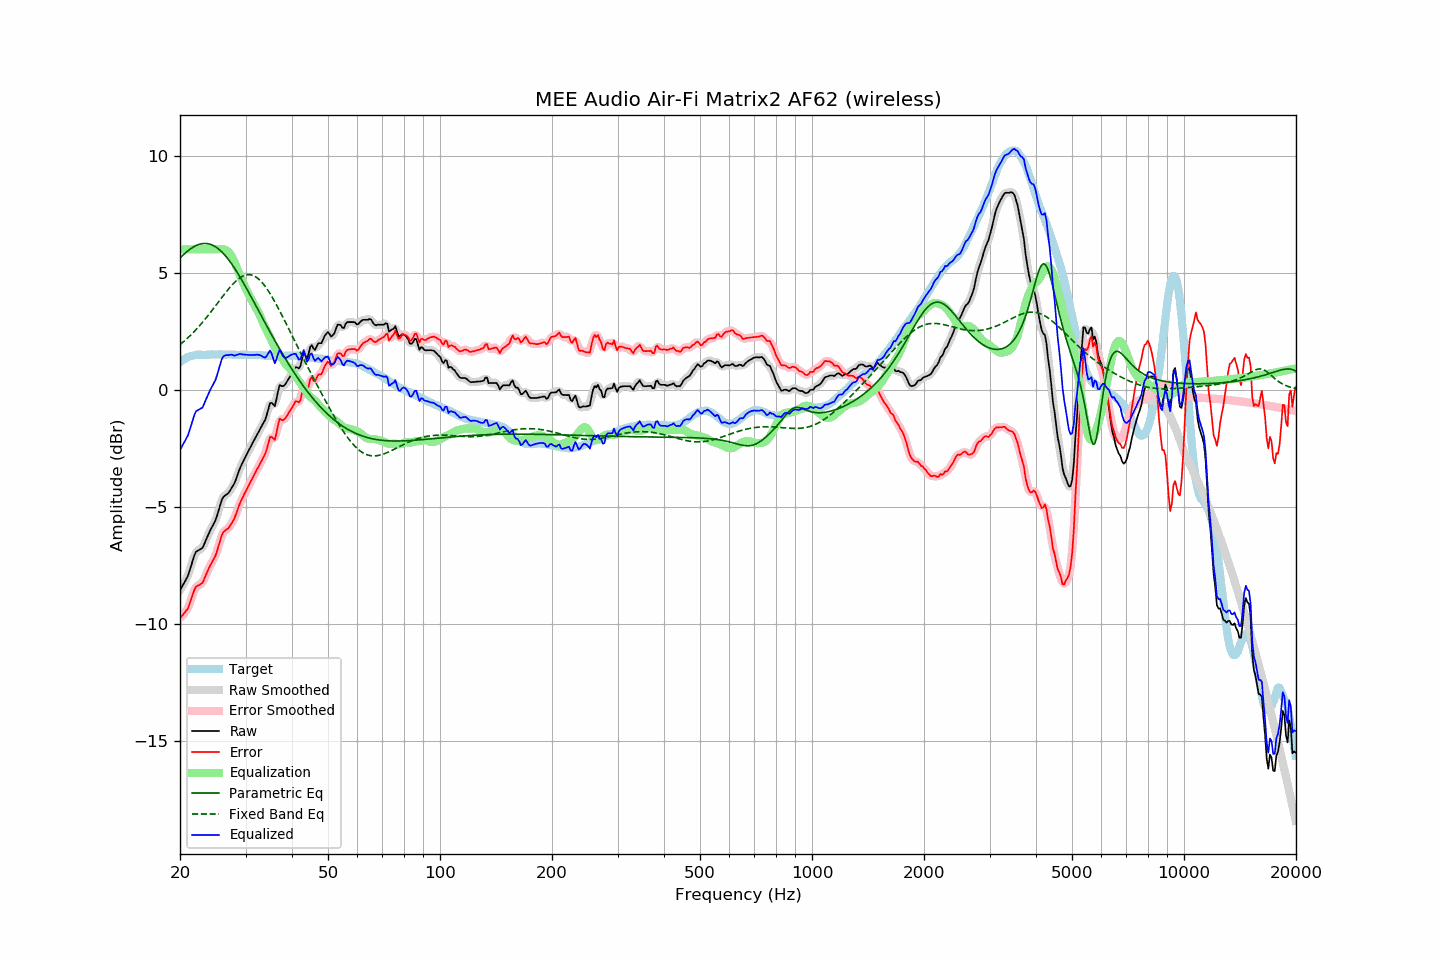 MEE Audio Air-Fi Matrix2 AF62 (wireless)
10
5
0
−5
−10
−15
Amplitude (dBr)
Target
Raw Smoothed
Error Smoothed
Raw
Error
Equalization
Parametric Eq
Fixed Band Eq
Equalized
20 50 100 200 500 1000 2000 5000 10000 20000
Frequency (Hz)